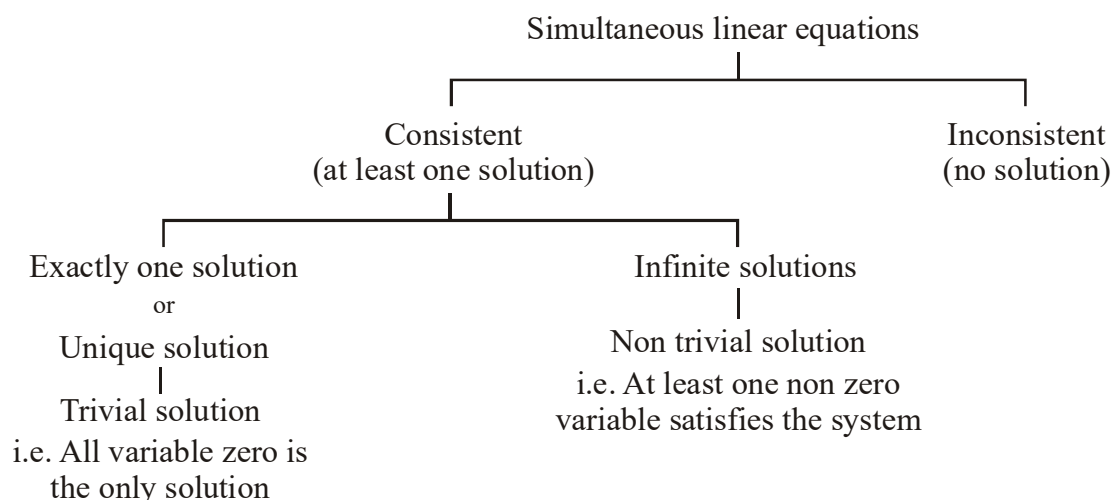 Simultaneous linear equations
Consistent
(at least one solution)
Inconsistent
(no solution)
Exactly one solution
or
Unique solution
Trivial solution
i.e. All variable zero is
the only solution
Infinite solutions
Non trivial solution
i.e. At least one non zero
variable satisfies the system